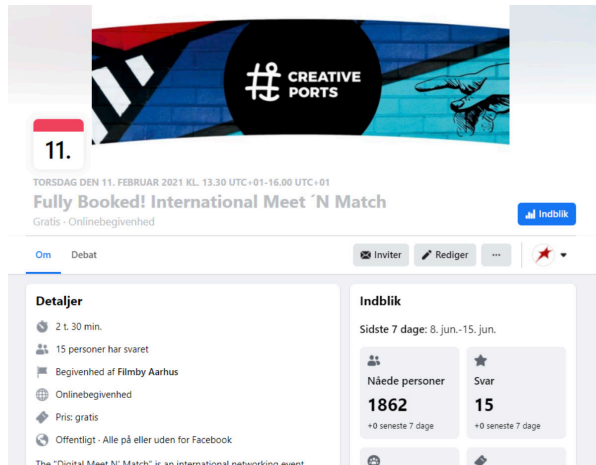 CREATIVE
PORTS
11.
TORSDAG DEN 11. FEBRUAR 2021 KL. 13.30 UTC+01-16.00 UTC+01
Fully Booked! International Meet ´N Match
Gratis · Onlinebegivenhed
Indblik
Om
Debat
Inviter
Rediger
...
Detaljer
2 t. 30 min.
15 personer har svaret
Begivenhed af Filmby Aarhus
Onlinebegivenhed
Pris: gratis
Offentligt · Alle på eller uden for Facebook
The "Digital Meet N' Match" is an international networking event
Indblik
Sidste 7 dage: 8. jun.-15. jun.
Nåede personer
1862
+0 seneste 7 dage
Svar
15
+0 seneste 7 dage